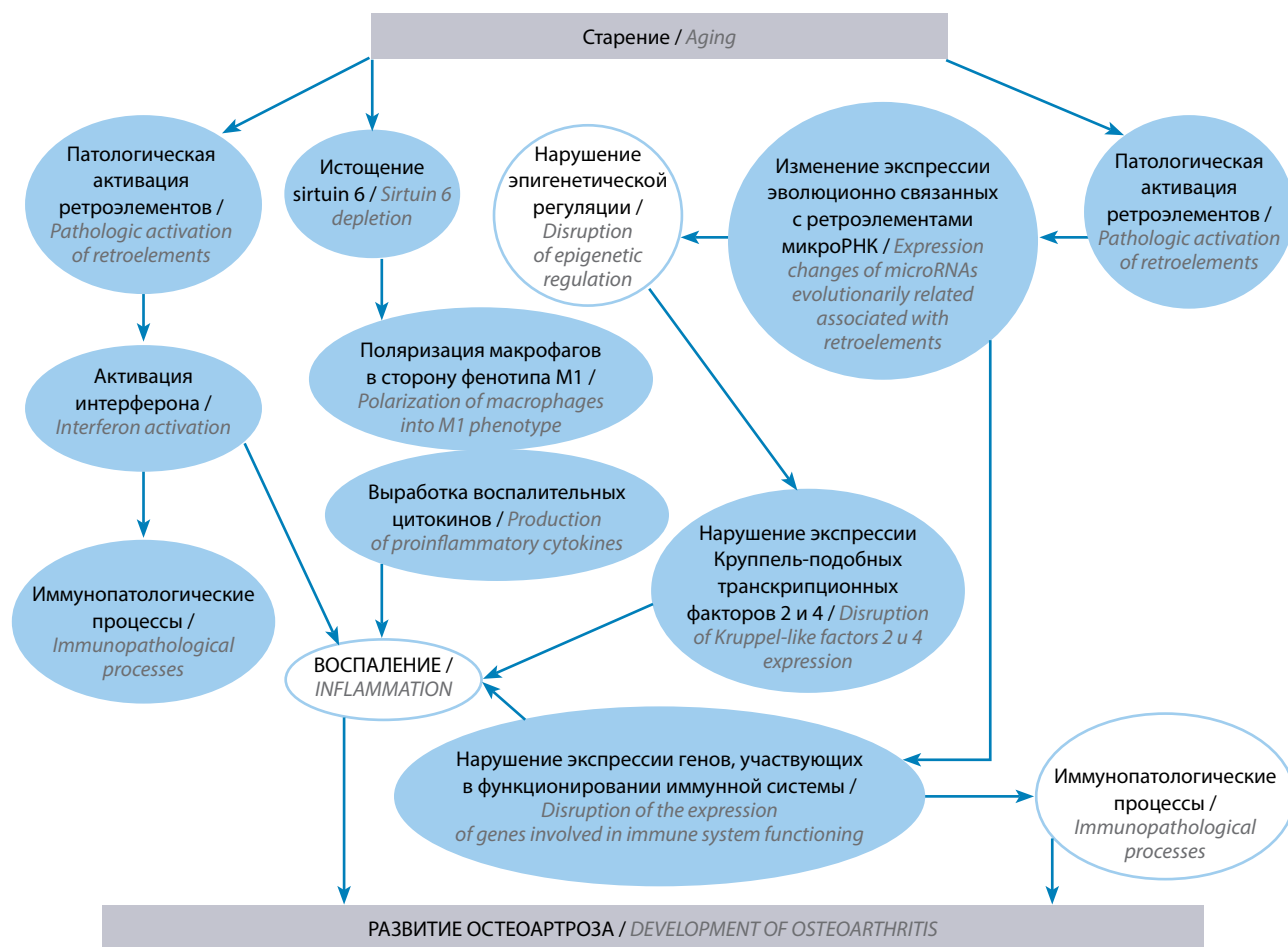 Старение / Aging
Патологическая
активация
ретроэлементов /
Pathologic activation
of retroelements
Истощение
sirtuin 6 / Sirtuin 6
depletion
Нарушение
эпигенетической
регуляции /
Disruption
of epigenetic
regulation
Изменение экспрессии
эволюционно связанных
с ретроэлементами
микроРНК / Expression
changes of microRNAs
evolutionarily related
associated with
retroelements
Патологическая
активация
ретроэлементов /
Pathologic activation
of retroelements
Активация
интерферона /
Interferon activation
Поляризация макрофагов
в сторону фенотипа М1 /
Polarization of macrophages
into M1 phenotype
Выработка воспалительных
цитокинов / Production
of proinflammatory cytokines
Нарушение экспрессии
Круппель-подобных
транскрипционных
факторов 2 и 4 / Disruption
of Kruppel-like factors 2 и 4
expression
Иммунопатологические
процессы /
Immunopathological
processes
ВОСПАЛЕНИЕ /
INFLAMMATION
Нарушение экспрессии генов, участвующих
в функционировании иммунной системы /
Disruption of the expression
of genes involved in immune system functioning
Иммунопатологические
процессы /
Immunopathological
processes
РАЗВИТИЕ ОСТЕОАРТРОЗА / DEVELOPMENT OF OSTEOARTHRITIS